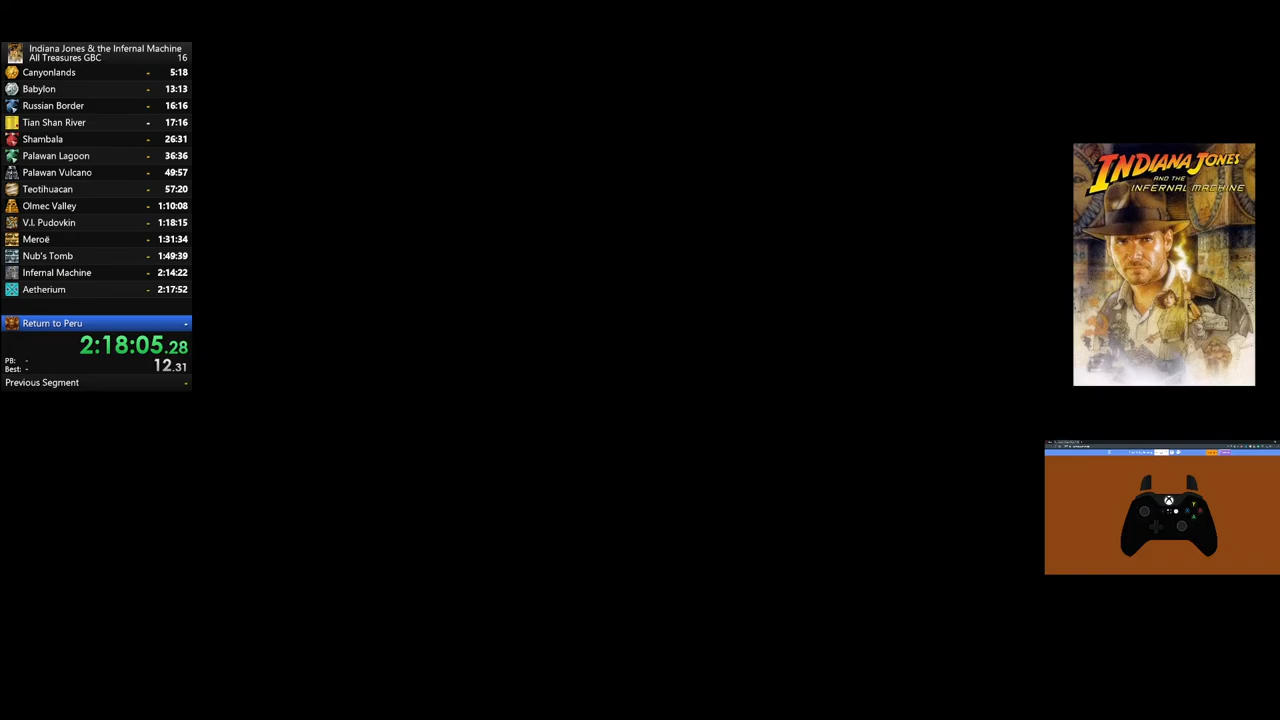 Indiana Jones & the Infernal Machine
All Treasures GBC 16
Canyonlands - 5:18
Babylon - 13:13
Russian Border - 16:16
Tian Shan River - 17:16
Shambala - 26:31
Palawan Lagoon - 36:36
Palawan Vulcano - 49:57
Teotihuacan - 57:20
Olmec Valley - 1:10:08
V.I. Pudovkin - 1:18:15
Meroë - 1:31:34
Nub's Tomb - 1:49:39
Infernal Machine - 2:14:22
Aetherium - 2:17:52
Return to Peru -
2:18:05.28
PB: -
Best: -
12.31
Previous Segment -
INDIANA JONES
AND THE
INFERNAL MACHINE